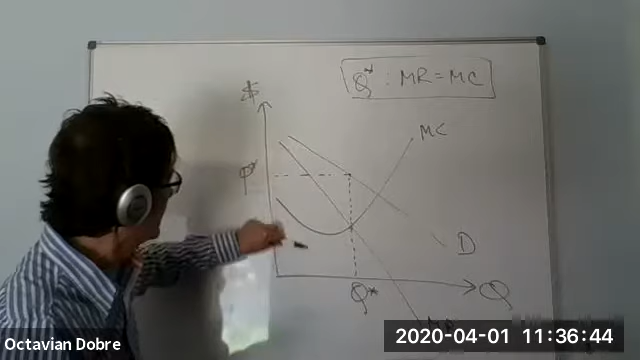 Q* : MR = MC
$
MC
P*
D
Q*
Q
Octavian Dobre
2020-04-01 11:36:44